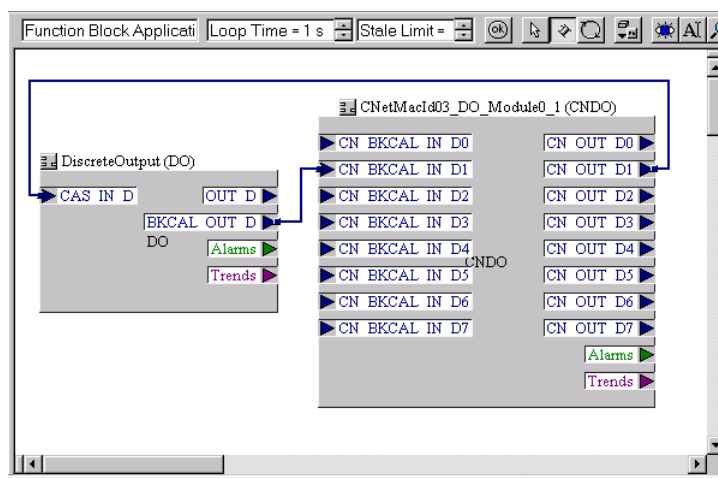 Function Block Applicati Loop Time = 1 s Stale Limit = ok AI
CNetMacId03_DO_Module0_1 (CNDO)
CN BKCAL IN D0 CN OUT D0
DiscreteOutput (DO)
CN BKCAL IN D1 CN OUT D1
CAS IN D OUT D
CN BKCAL IN D2 CN OUT D2
BKCAL OUT D
CN BKCAL IN D3 CN OUT D3
DO
Alarms
CN BKCAL IN D4 CN OUT D4
CNDO
Trends
CN BKCAL IN D5 CN OUT D5
CN BKCAL IN D6 CN OUT D6
CN BKCAL IN D7 CN OUT D7
Alarms
Trends